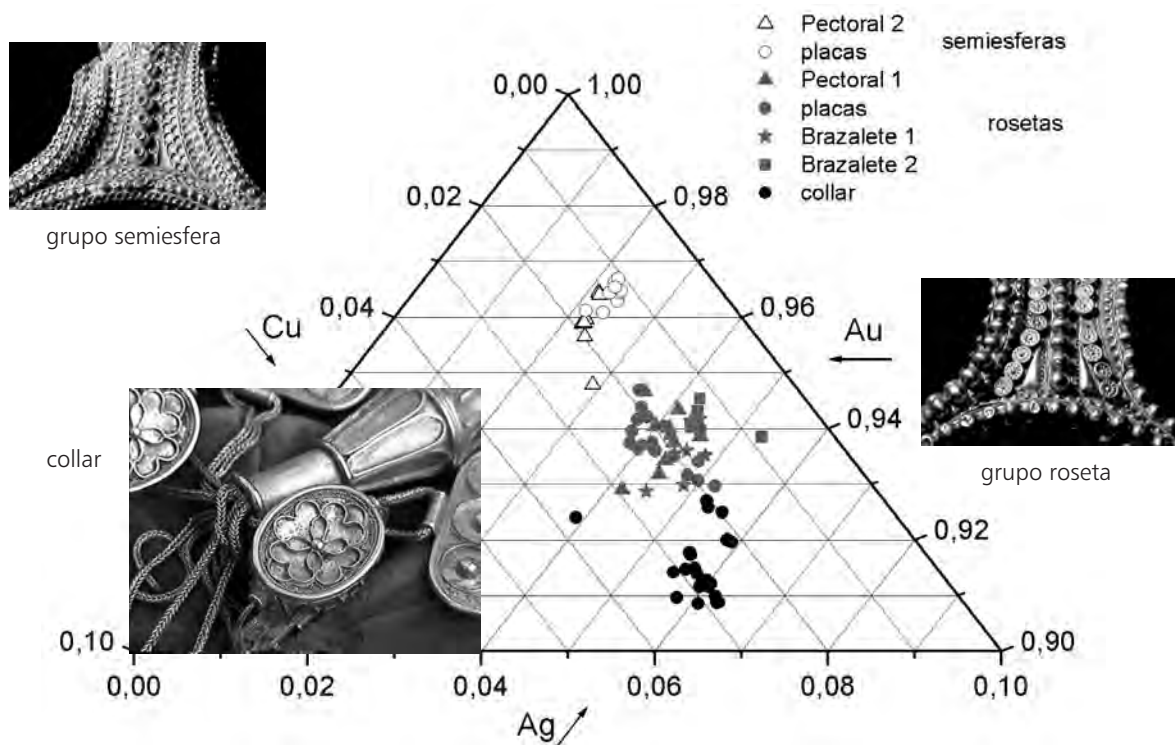 Pectoral 2
placas
semiesferas
Pectoral 1
placas
rosetas
Brazalete 1
Brazalete 2
collar
grupo semiesfera
0,00 1,00
0,02 0,98
0,04 0,96
Cu
Au
0,94
collar
grupo roseta
0,92
0,10 0,90
0,00 0,02 0,04 0,06 0,08 0,10
Ag